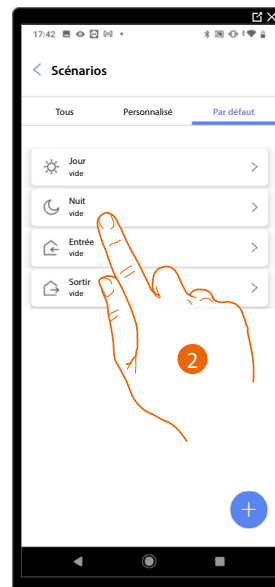 17:42
Scénarios
Tous Personnalisé Par défaut
Jour
vide
Nuit
vide
Entrée
vide
Sortir
vide
2